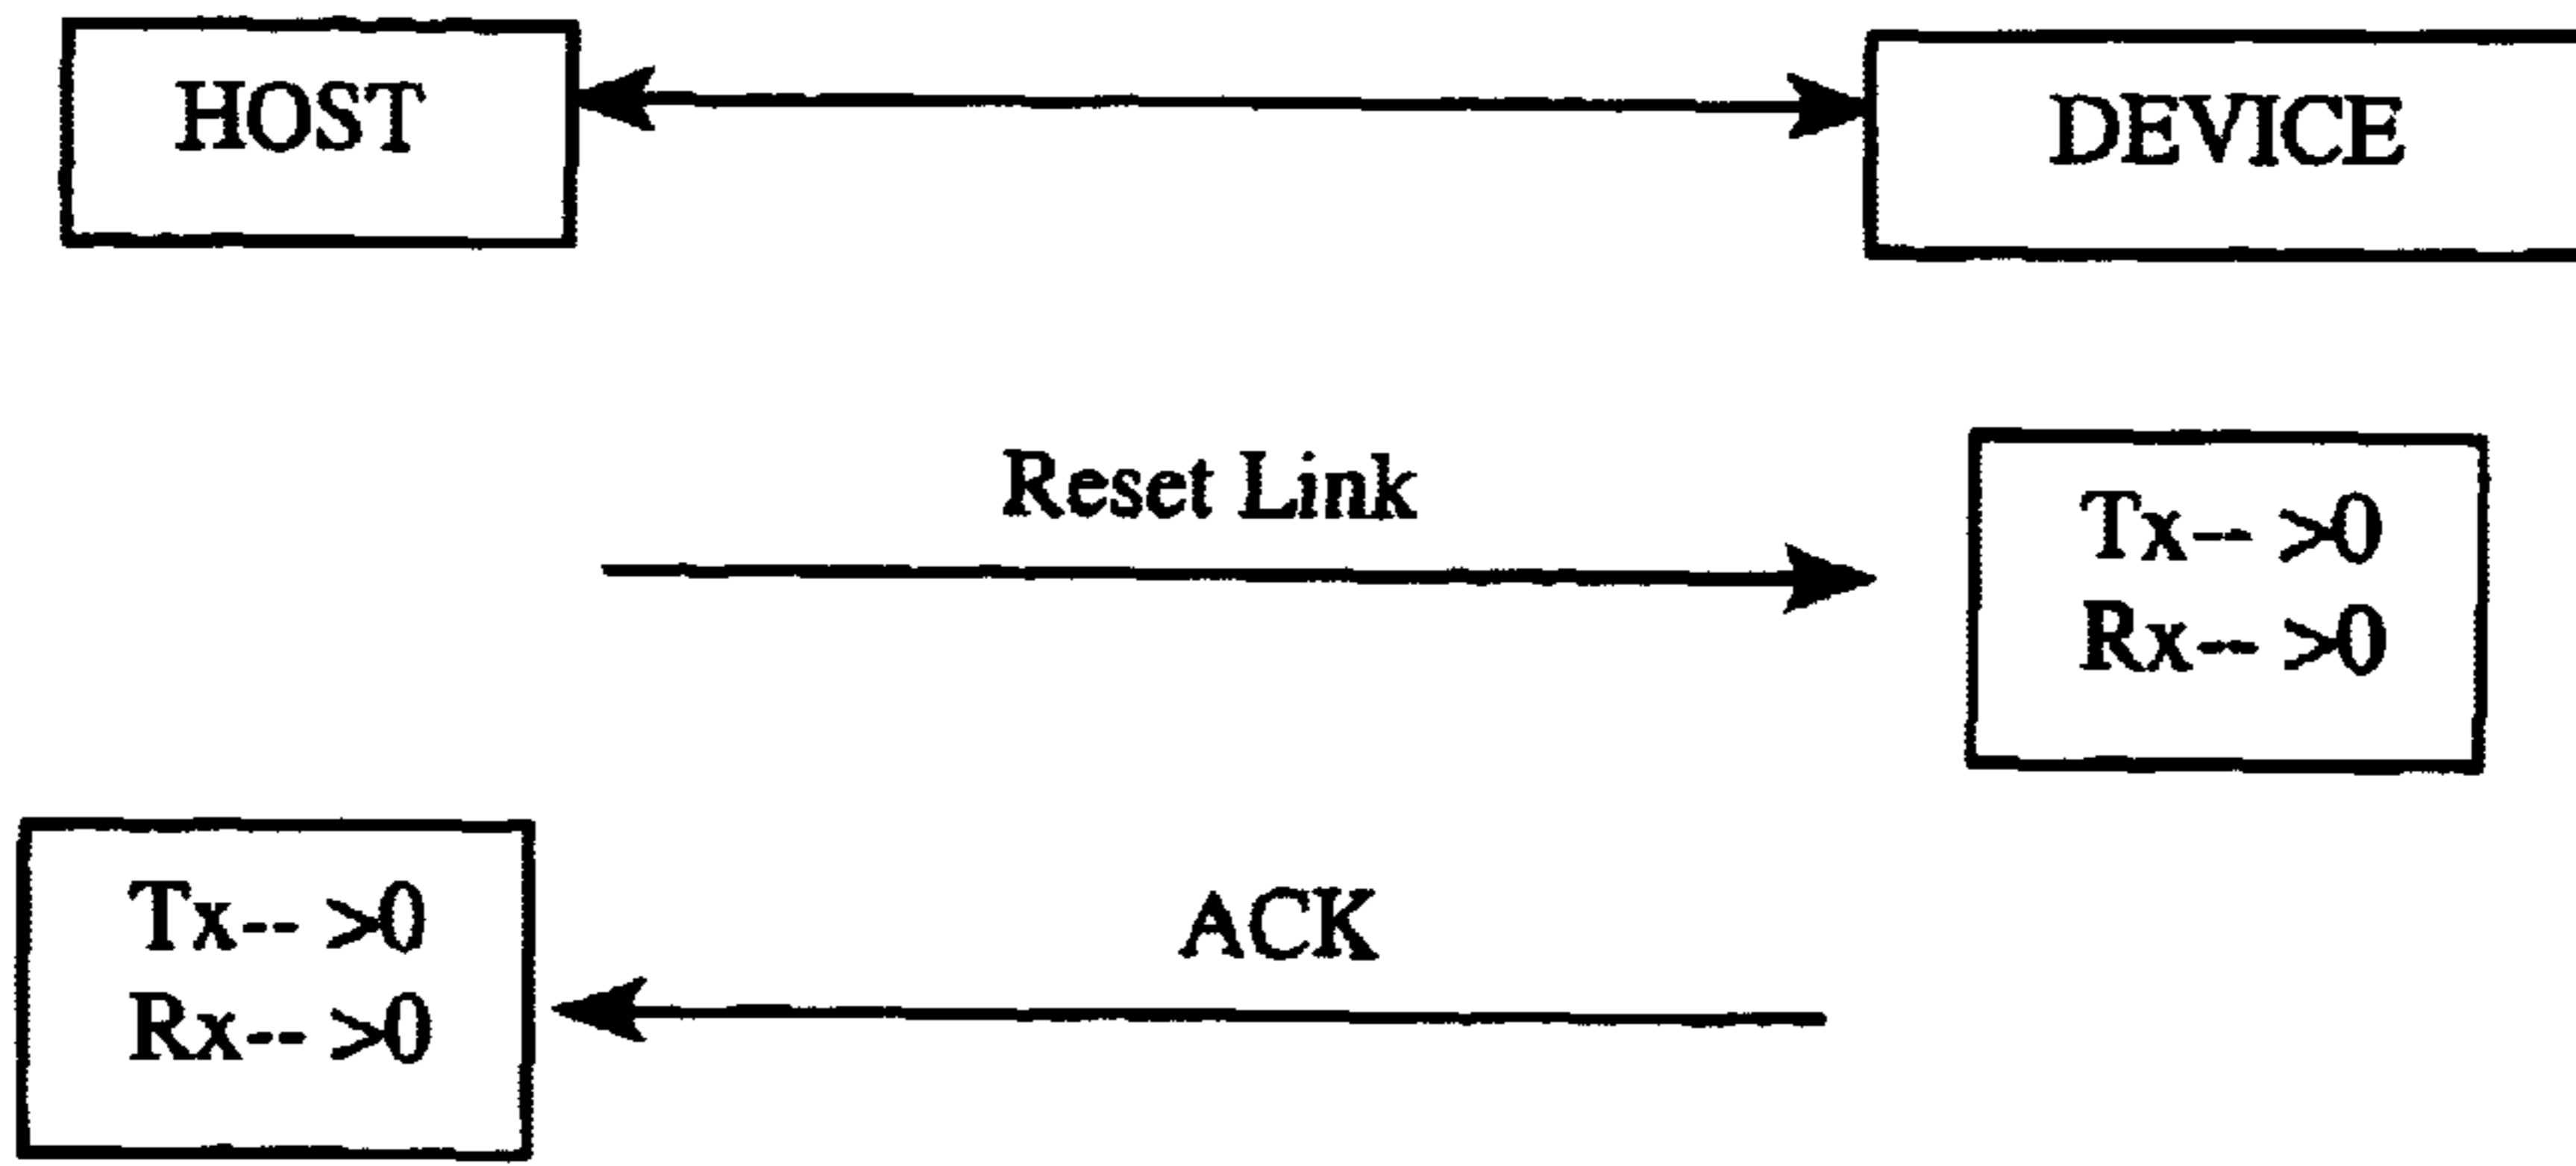 HOST
DEVICE
Reset Link
Tx-- >0
Rx-- >0
ACK
Tx-- >0
Rx-- >0